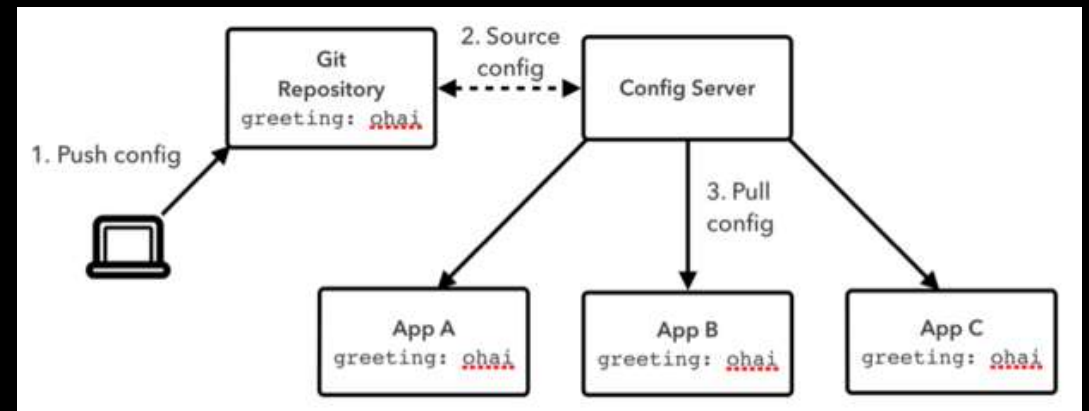 1. Push config
Git
Repository
greeting: ohai
2. Source
config
Config Server
3. Pull
config
App A
greeting: ohai
App B
greeting: ohai
App C
greeting: ohai